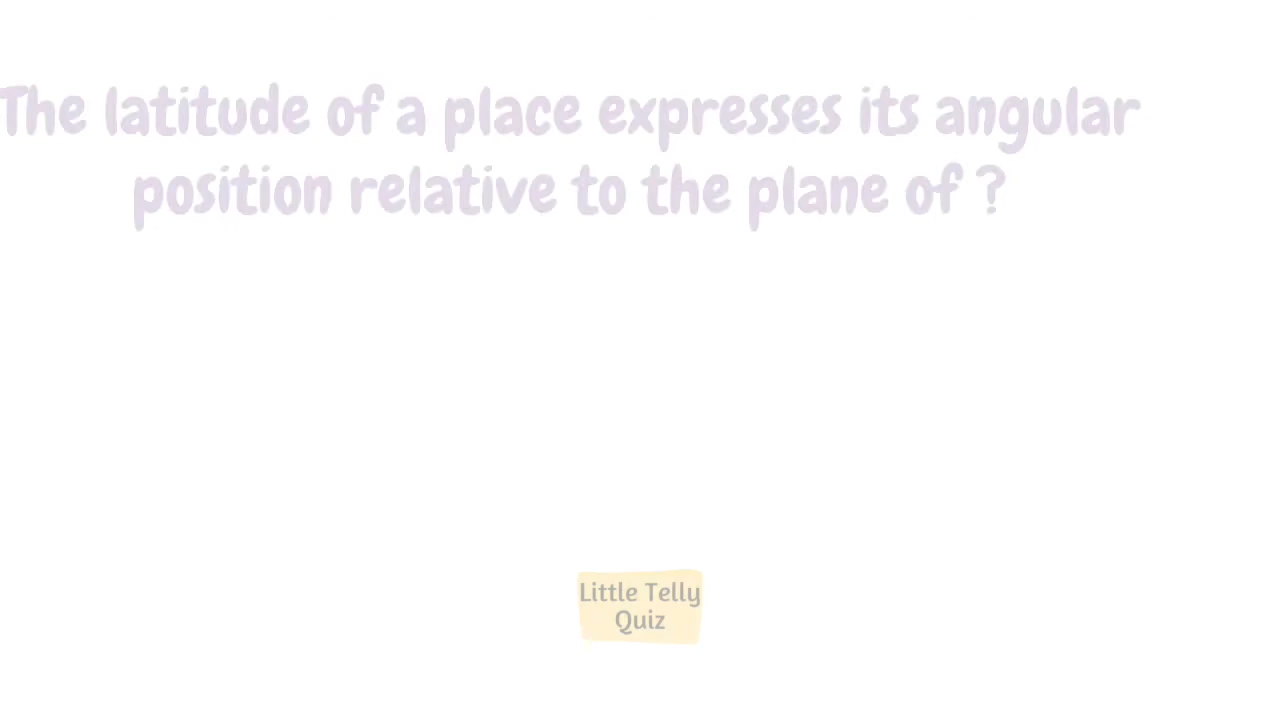 The latitude of a place expresses its angular
position relative to the plane of ?
Little Telly
Quiz